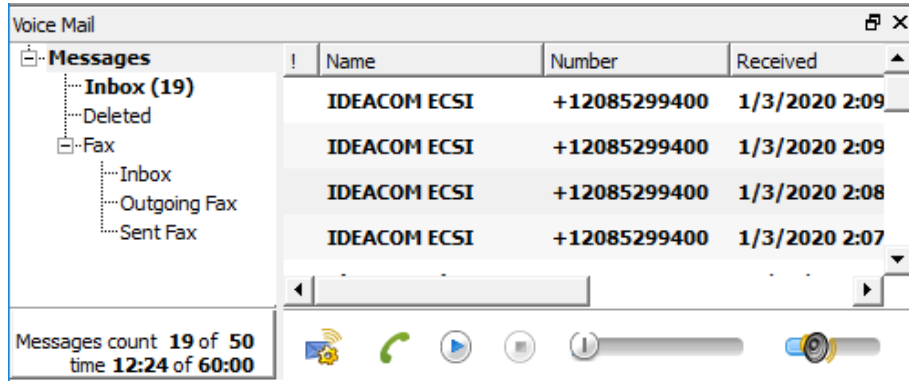 Voice Mail
Messages
Inbox (19)
Deleted
Fax
Inbox
Outgoing Fax
Sent Fax
! Name Number Received
IDEACOM ECSI +12085299400 1/3/2020 2:09
IDEACOM ECSI +12085299400 1/3/2020 2:09
IDEACOM ECSI +12085299400 1/3/2020 2:08
IDEACOM ECSI +12085299400 1/3/2020 2:07
Messages count 19 of 50
time 12:24 of 60:00